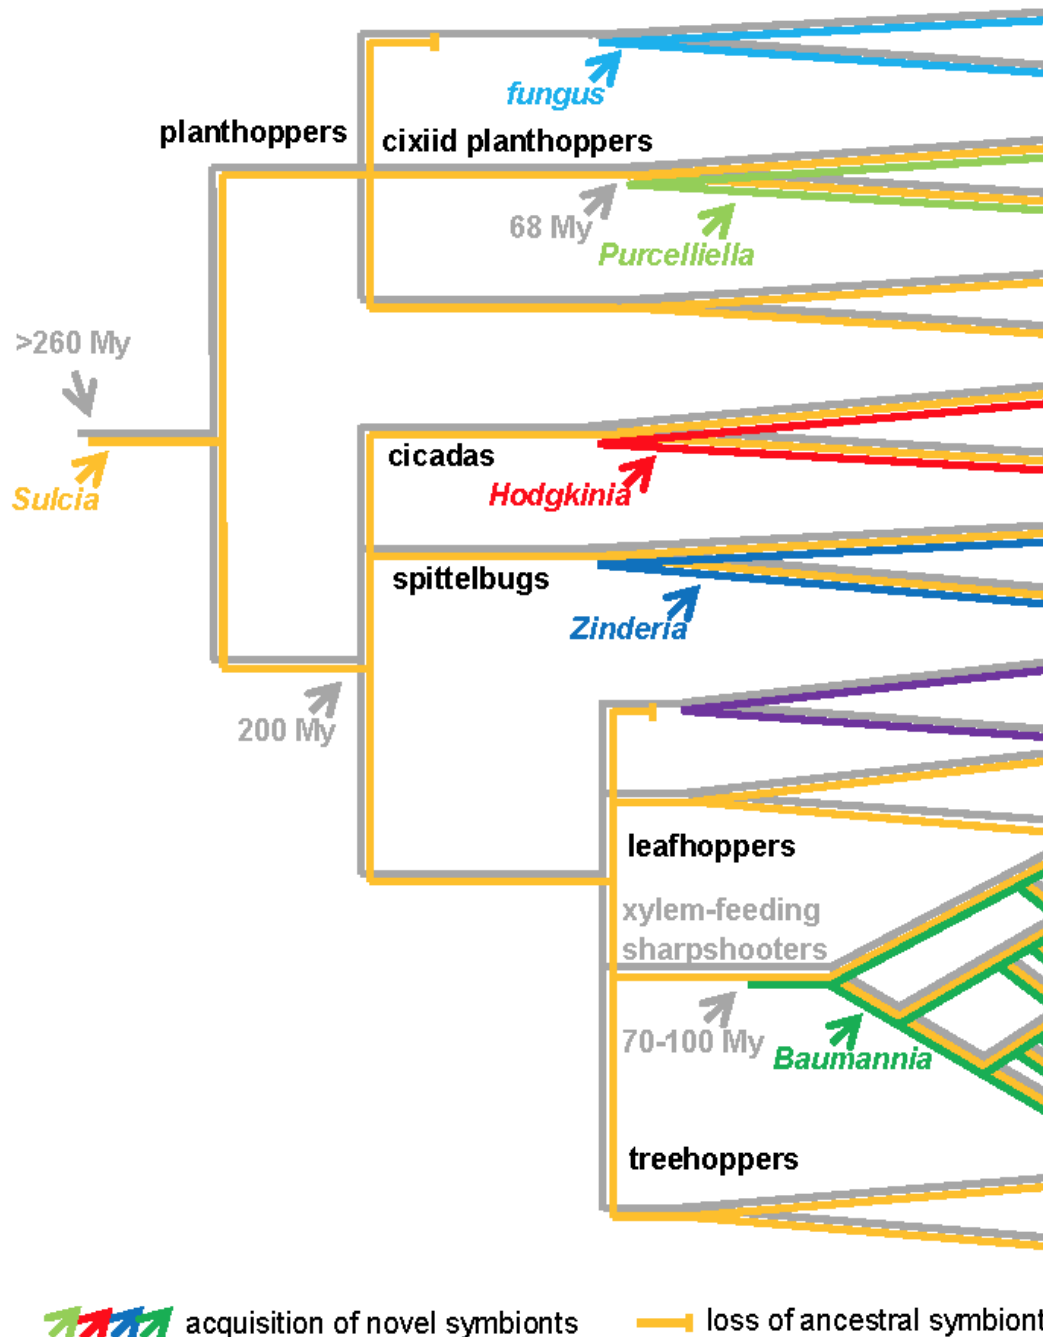 fungus
planthoppers
cixiid planthoppers
68 My
Purcelliella
>260 My
Sulcia
cicadas
Hodgkinia
spittelbugs
Zinderia
200 My
leafhoppers
xylem-feeding
sharpshooters
70-100 My
Baumannia
treehoppers
acquisition of novel symbionts
loss of ancestral symbiont